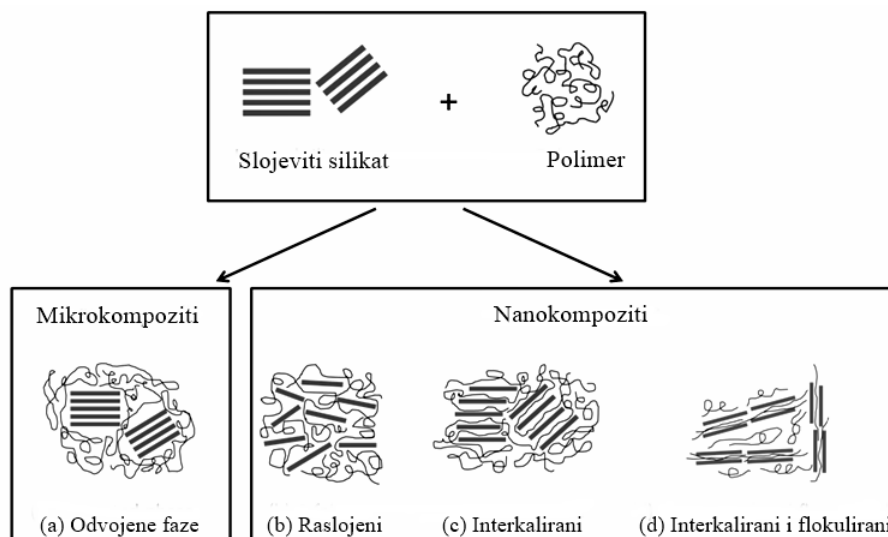 +
Slojeviti silikat
Polimer
Mikrokompoziti
Nanokompoziti
(a) Odvojene faze
(b) Raslojeni
(c) Interkalirani
(d) Interkalirani i flokulirani